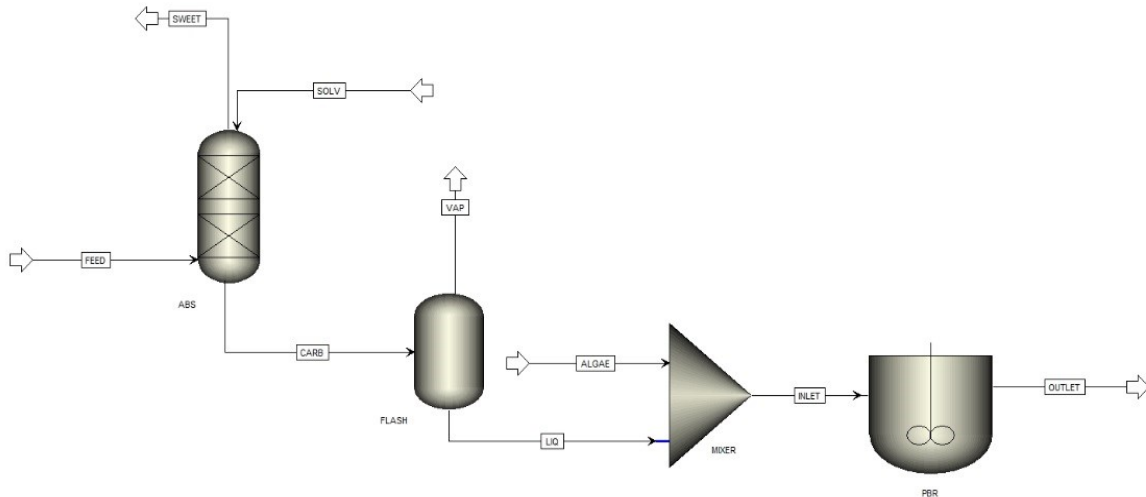 SWEET
SOLV
VAP
FEED
ABS
CARB
ALGAE
INLET
OUTLET
FLASH
LIQ
MIXER
PBR